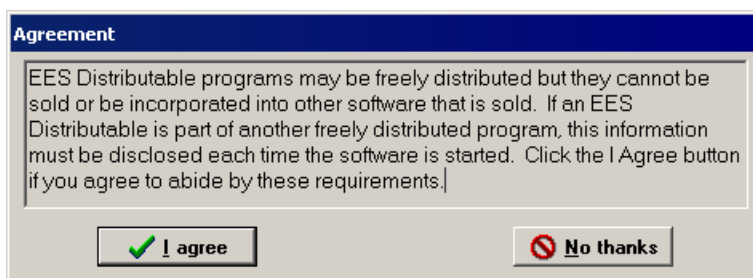 Agreement
EES Distributable programs may be freely distributed but they cannot be
sold or be incorporated into other software that is sold.  If an EES
Distributable is part of another freely distributed program, this information
must be disclosed each time the software is started.  Click the I Agree button
if you agree to abide by these requirements.
I agree
No thanks